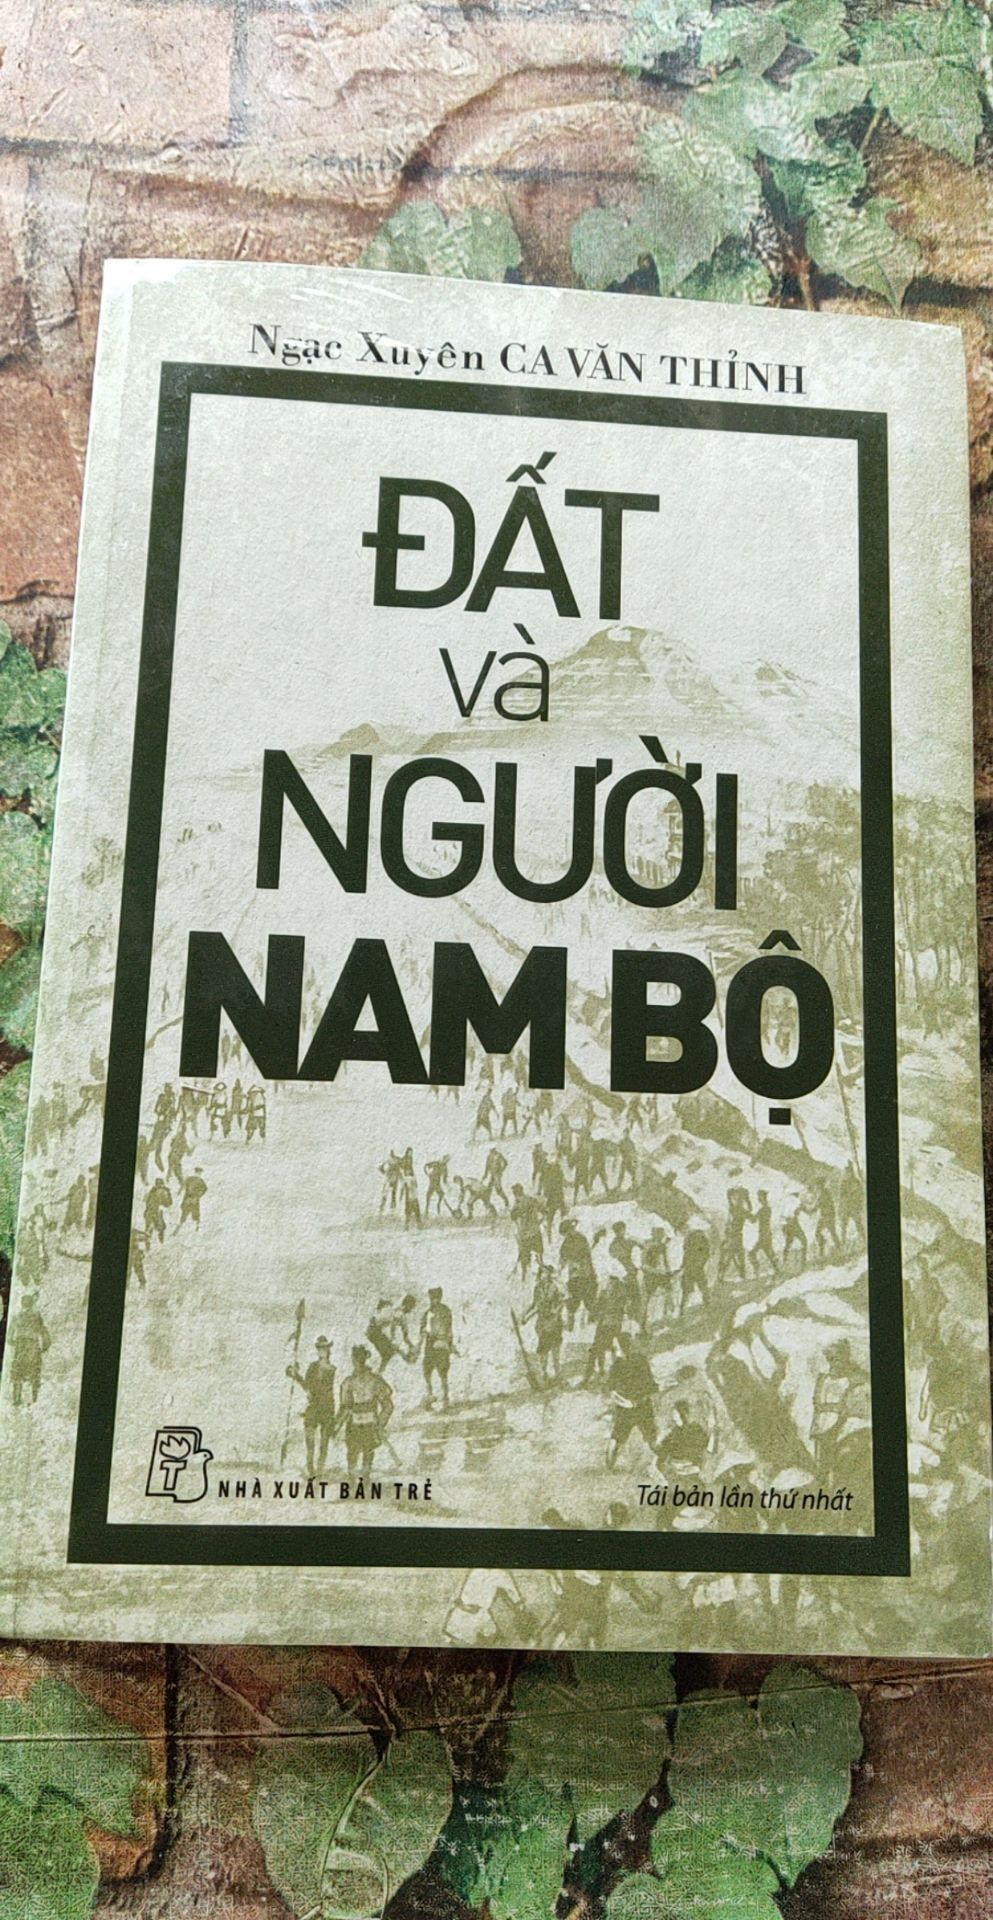 Ngạc Xuyên CA VĂN THỈNH
ĐẤT
và
NGƯỜI
NAM BỘ
NHÀ XUẤT BẢN TRẺ
Tái bản lần thứ nhất